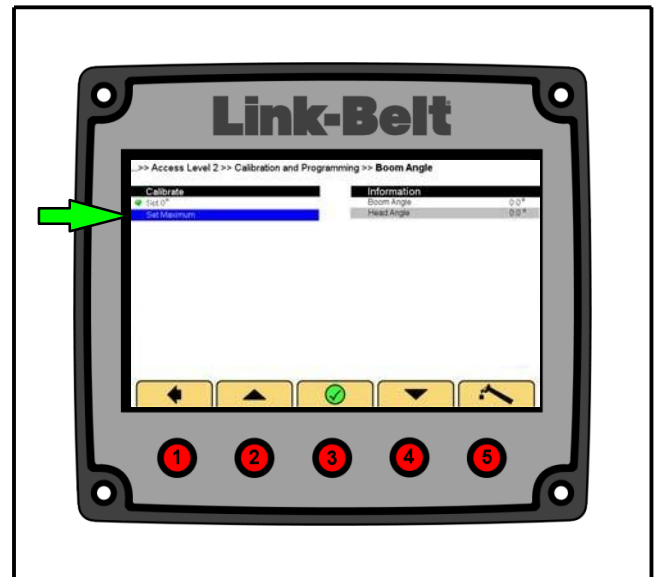 Link-Belt
...>> Access Level 2 >> Calibration and Programming >> Boom Angle
Calibrate
Set 0°
Set Maximum
Information
Boom Angle 0.0°
Head Angle 0.0°
1 2 3 4 5